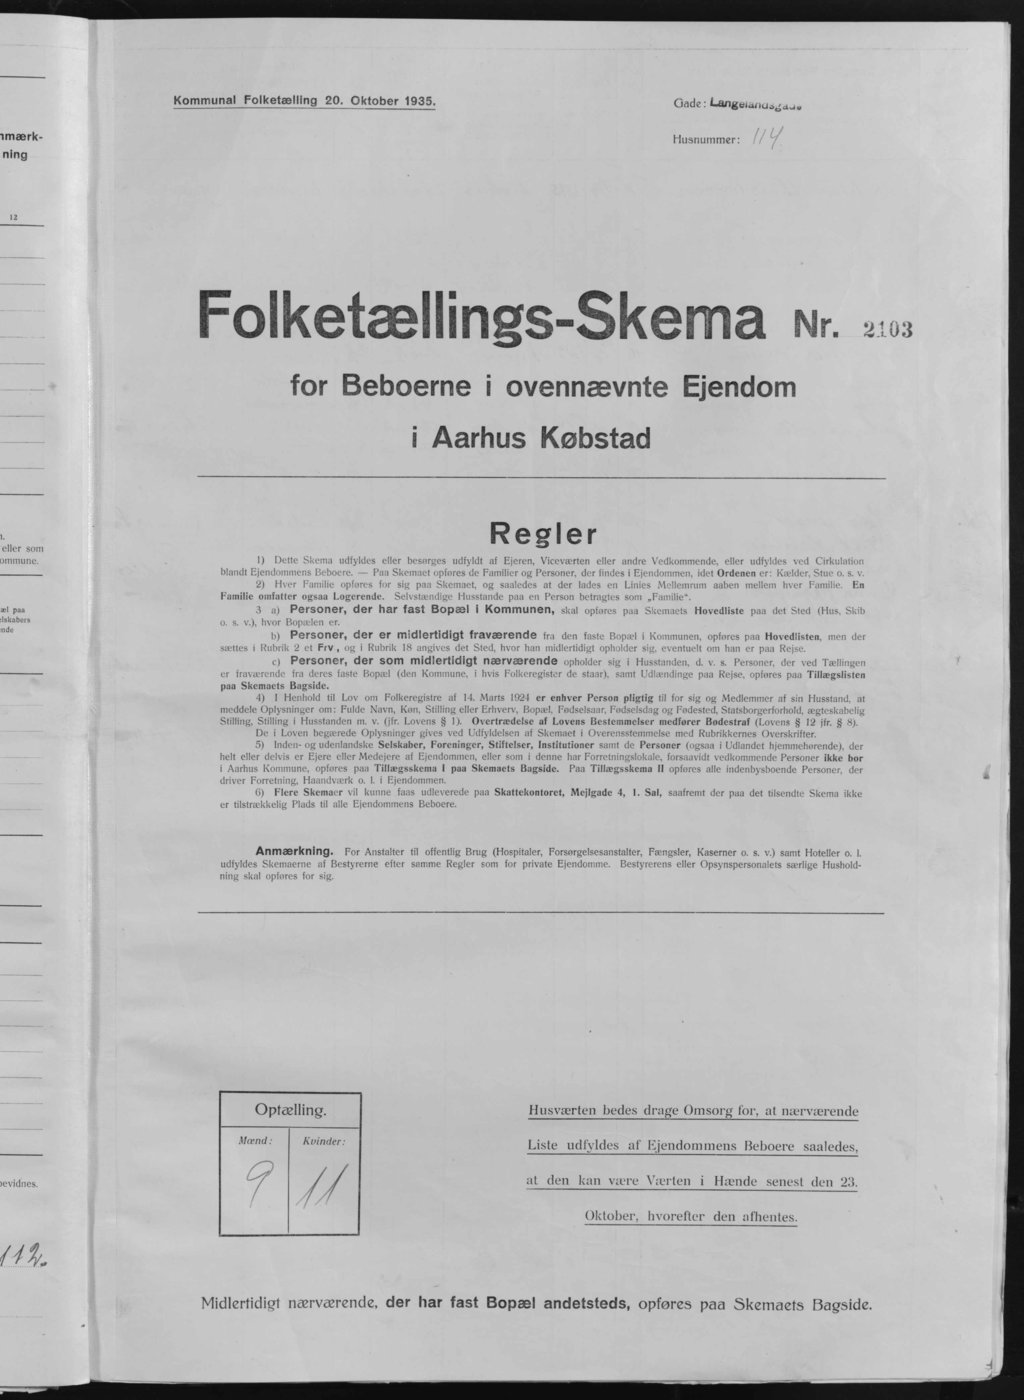 nmærk-
ning
12
eller som
ommune.
æl paa
elskabers
ende
bevidnes.
112.
Kommunal Folketælling 20. Oktober 1935.
Gade: Langelandsgade
Husnummer: 114
Folketællings-Skema Nr. 2103
for Beboerne i ovennævnte Ejendom
i Aarhus Købstad
Regler
1) Dette Skema udfyldes eller besørges udfyldt af Ejeren, Viceværten eller andre Vedkommende, eller udfyldes ved Cirkulation
blandt Ejendommens Beboere. — Paa Skemaet opføres de Familier og Personer, der findes i Ejendommen, idet Ordenen er: Kælder, Stue o. s. v.
2) Hver Familie opføres for sig paa Skemaet, og saaledes at der lades en Linies Mellemrum aaben mellem hver Familie. En
Familie omfatter ogsaa Logerende. Selvstændige Husstande paa en Person betragtes som „Familie“.
3 a) Personer, der har fast Bopæl i Kommunen, skal opføres paa Skemaets Hovedliste paa det Sted (Hus, Skib
o. s. v.), hvor Bopælen er.
b) Personer, der er midlertidigt fraværende fra den faste Bopæl i Kommunen, opføres paa Hovedlisten, men der
sættes i Rubrik 2 et Frv., og i Rubrik 18 angives det Sted, hvor han midlertidigt opholder sig, eventuelt om han er paa Rejse.
c) Personer, der som midlertidigt nærværende opholder sig i Husstanden, d. v. s. Personer, der ved Tællingen
er fraværende fra deres faste Bopæl (den Kommune, i hvis Folkeregister de staar), samt Udlændinge paa Rejse, opføres paa Tillægslisten
paa Skemaets Bagside.
4) I Henhold til Lov om Folkeregistre af 14. Marts 1924 er enhver Person pligtig til for sig og Medlemmer af sin Husstand, at
meddele Oplysninger om: Fulde Navn, Køn, Stilling eller Erhverv, Bopæl, Fødselsaar, Fødselsdag og Fødested, Statsborgerforhold, ægteskabelig
Stilling, Stilling i Husstanden m. v. (jfr. Lovens § 1). Overtrædelse af Lovens Bestemmelser medfører Bødestraf (Lovens § 12 jfr. § 8).
De i Loven begærede Oplysninger gives ved Udfyldelsen af Skemaet i Overensstemmelse med Rubrikkernes Overskrifter.
5) Inden- og udenlandske Selskaber, Foreninger, Stiftelser, Institutioner samt de Personer (ogsaa i Udlandet hjemmehørende), der
helt eller delvis er Ejere eller Medejere af Ejendommen, eller som i denne har Forretningslokale, forsaavidt vedkommende Personer ikke bor
i Aarhus Kommune, opføres paa Tillægsskema I paa Skemaets Bagside. Paa Tillægsskema II opføres alle indenbysboende Personer, der
driver Forretning, Haandværk o. l. i Ejendommen.
6) Flere Skemaer vil kunne faas udleverede paa Skattekontoret, Mejlgade 4, 1. Sal, saafremt der paa det tilsendte Skema ikke
er tilstrækkelig Plads til alle Ejendommens Beboere.
Anmærkning. For Anstalter til offentlig Brug (Hospitaler, Forsørgelsesanstalter, Fængsler, Kaserner o. s. v.) samt Hoteller o. l.
udfyldes Skemaerne af Bestyrerne efter samme Regler som for private Ejendomme. Bestyrerens eller Opsynspersonalets særlige Hushold-
ning skal opføres for sig.
Optælling.
Mænd: Kvinder:
9 11
Husværten bedes drage Omsorg for, at nærværende
Liste udfyldes af Ejendommens Beboere saaledes,
at den kan være Værten i Hænde senest den 23.
Oktober, hvorefter den afhentes.
Midlertidigt nærværende, der har fast Bopæl andetsteds, opføres paa Skemaets Bagside.